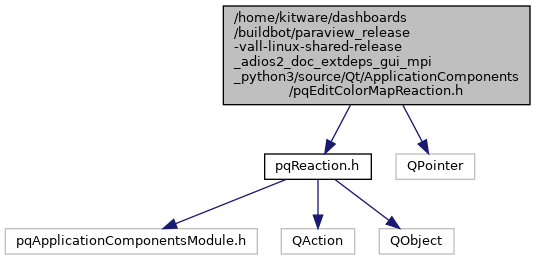 /home/kitware/dashboards
/buildbot/paraview_release
-vall-linux-shared-release
_adios2_doc_extdeps_gui_mpi
_python3/source/Qt/ApplicationComponents
/pqEditColorMapReaction.h
pqReaction.h
QPointer
pqApplicationComponentsModule.h
QAction
QObject